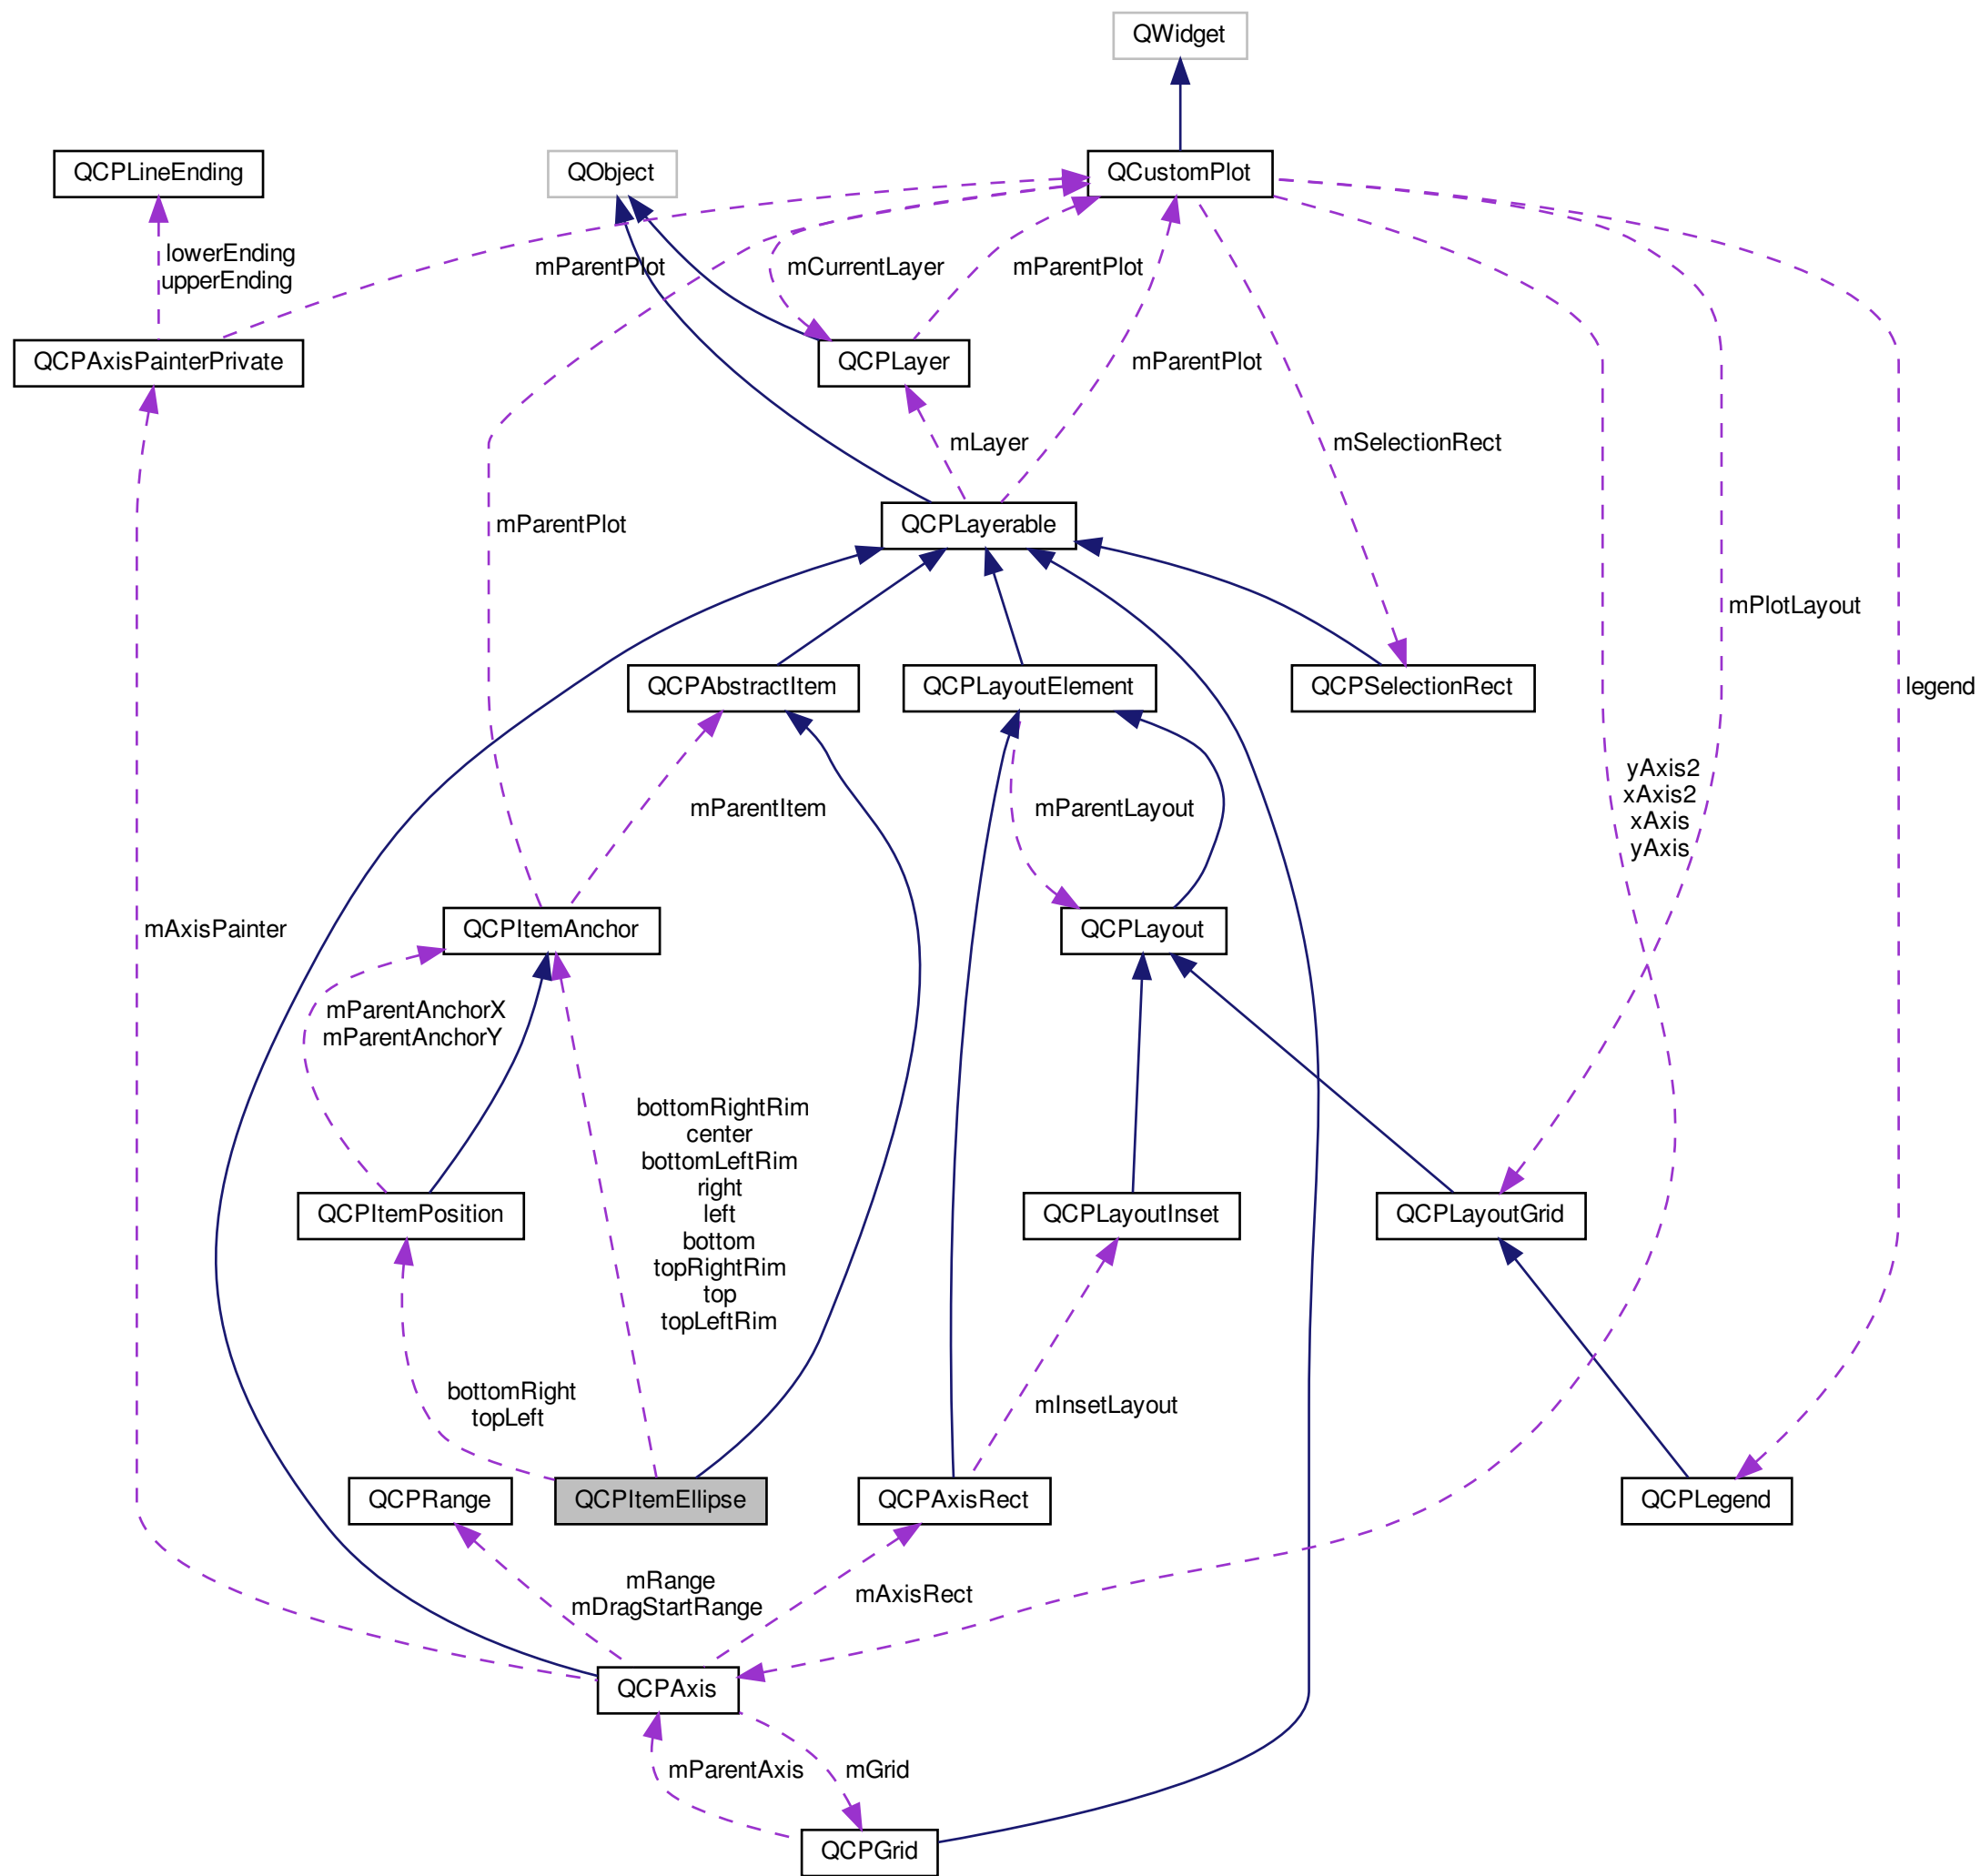 QWidget
QCPLineEnding
QObject
QCustomPlot
lowerEnding
upperEnding
mParentPlot
mCurrentLayer
mParentPlot
QCPAxisPainterPrivate
QCPLayer
mParentPlot
mLayer
mSelectionRect
mParentPlot
QCPLayerable
mPlotLayout
QCPAbstractItem
QCPLayoutElement
QCPSelectionRect
legend
mParentItem
mParentLayout
yAxis2
xAxis2
xAxis
yAxis
mAxisPainter
QCPItemAnchor
QCPLayout
mParentAnchorX
mParentAnchorY
bottomRightRim
center
bottomLeftRim
right
left
bottom
topRightRim
top
topLeftRim
QCPItemPosition
QCPLayoutInset
QCPLayoutGrid
bottomRight
topLeft
mInsetLayout
QCPRange
QCPItemEllipse
QCPAxisRect
QCPLegend
mRange
mDragStartRange
mAxisRect
QCPAxis
mParentAxis
mGrid
QCPGrid